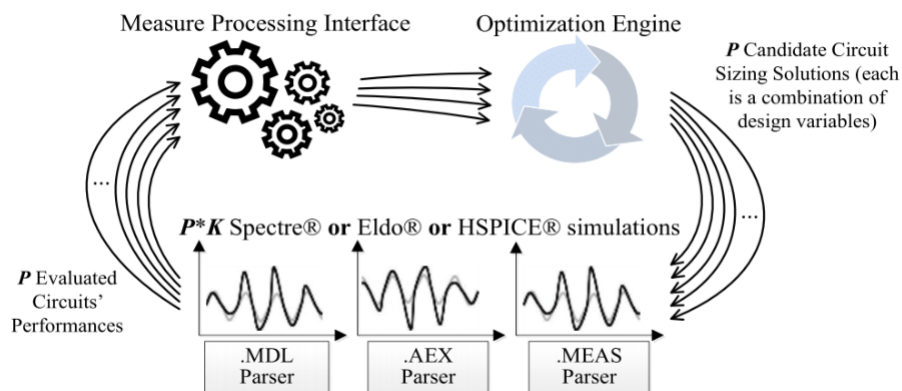 Measure Processing Interface
Optimization Engine
P Candidate Circuit
Sizing Solutions (each
is a combination of
design variables)
...
...
P*K Spectre® or Eldo® or HSPICE® simulations
P Evaluated
Circuits’
Performances
.MDL
Parser
.AEX
Parser
.MEAS
Parser